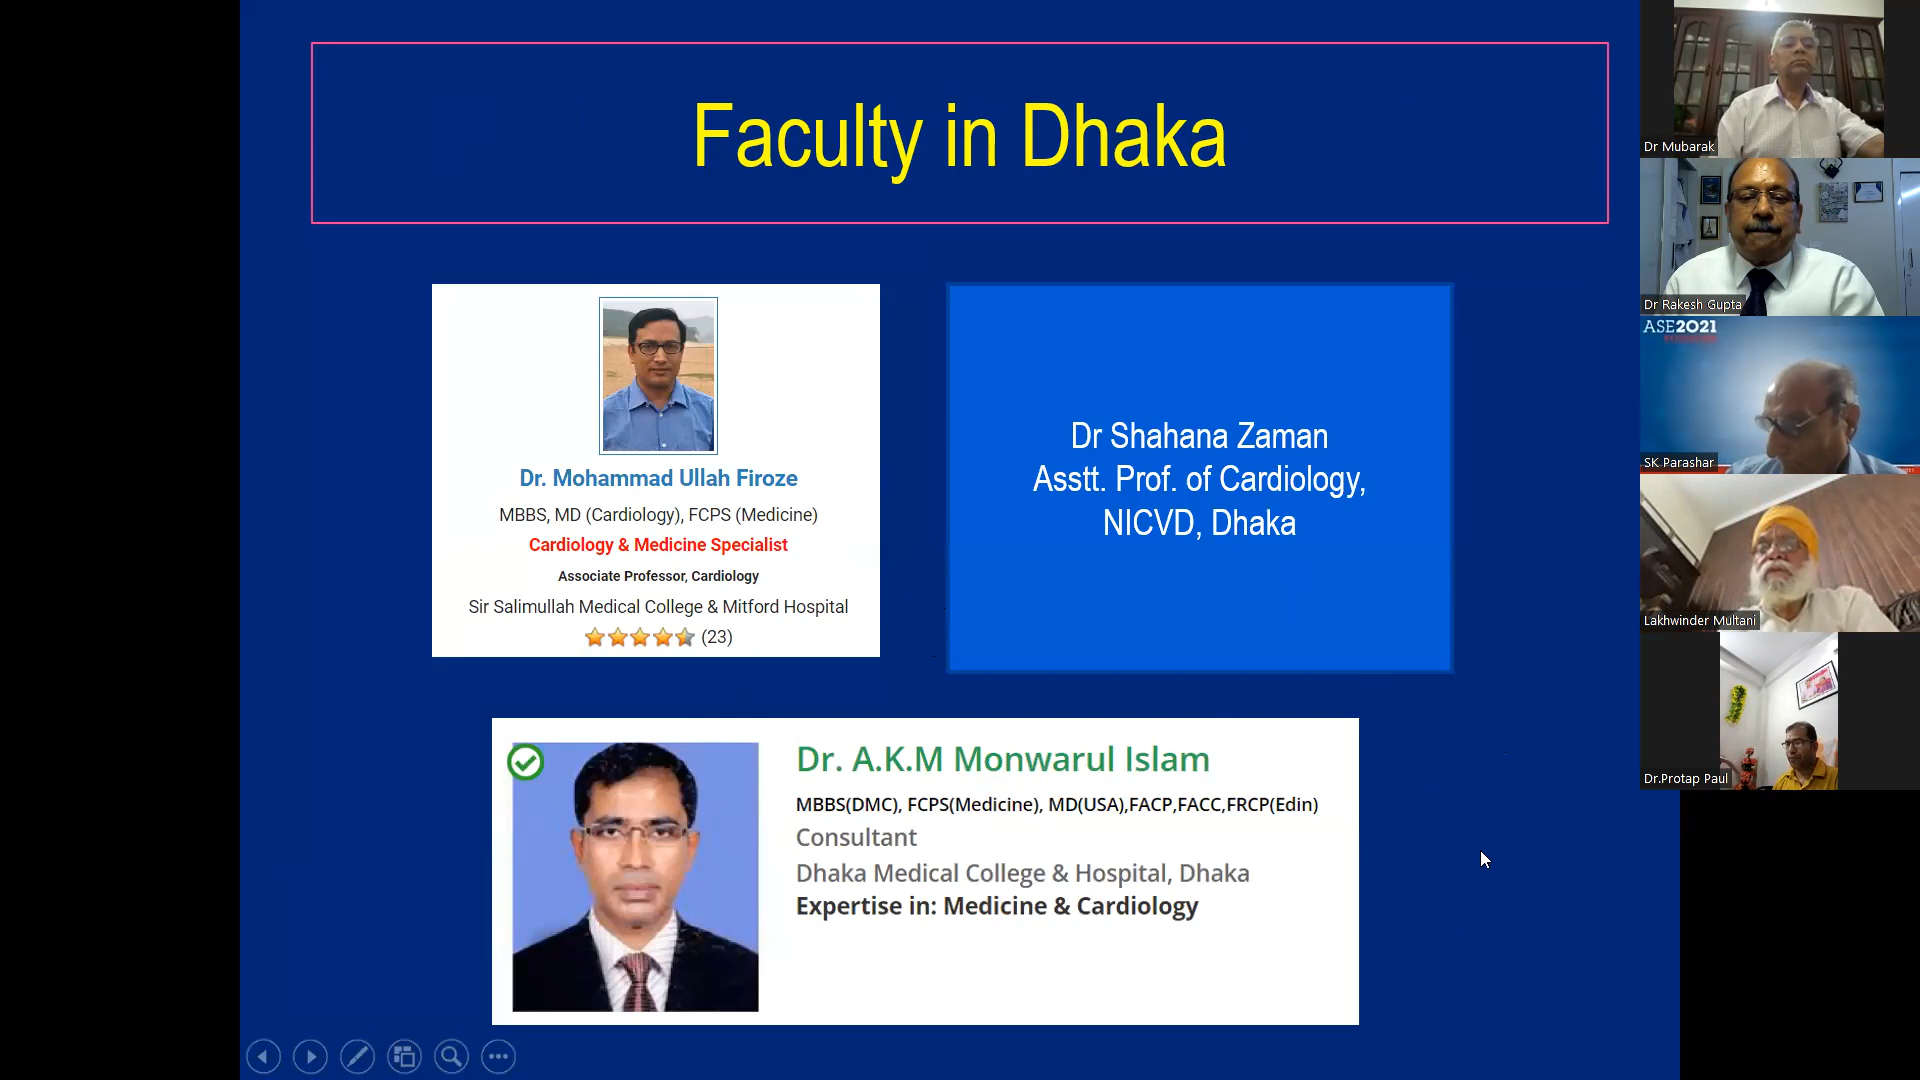 Faculty in Dhaka
Dr. Mohammad Ullah Firoze
MBBS, MD (Cardiology), FCPS (Medicine)
Cardiology & Medicine Specialist
Associate Professor, Cardiology
Sir Salimullah Medical College & Mitford Hospital
(23)
Dr Shahana Zaman
Asstt. Prof. of Cardiology,
NICVD, Dhaka
Dr. A.K.M Monwarul Islam
MBBS(DMC), FCPS(Medicine), MD(USA),FACP,FACC,FRCP(Edin)
Consultant
Dhaka Medical College & Hospital, Dhaka
Expertise in: Medicine & Cardiology
Dr Mubarak
Dr Rakesh Gupta
ASE2021
SK Parashar
Lakhwinder Multani
Dr.Protap Paul